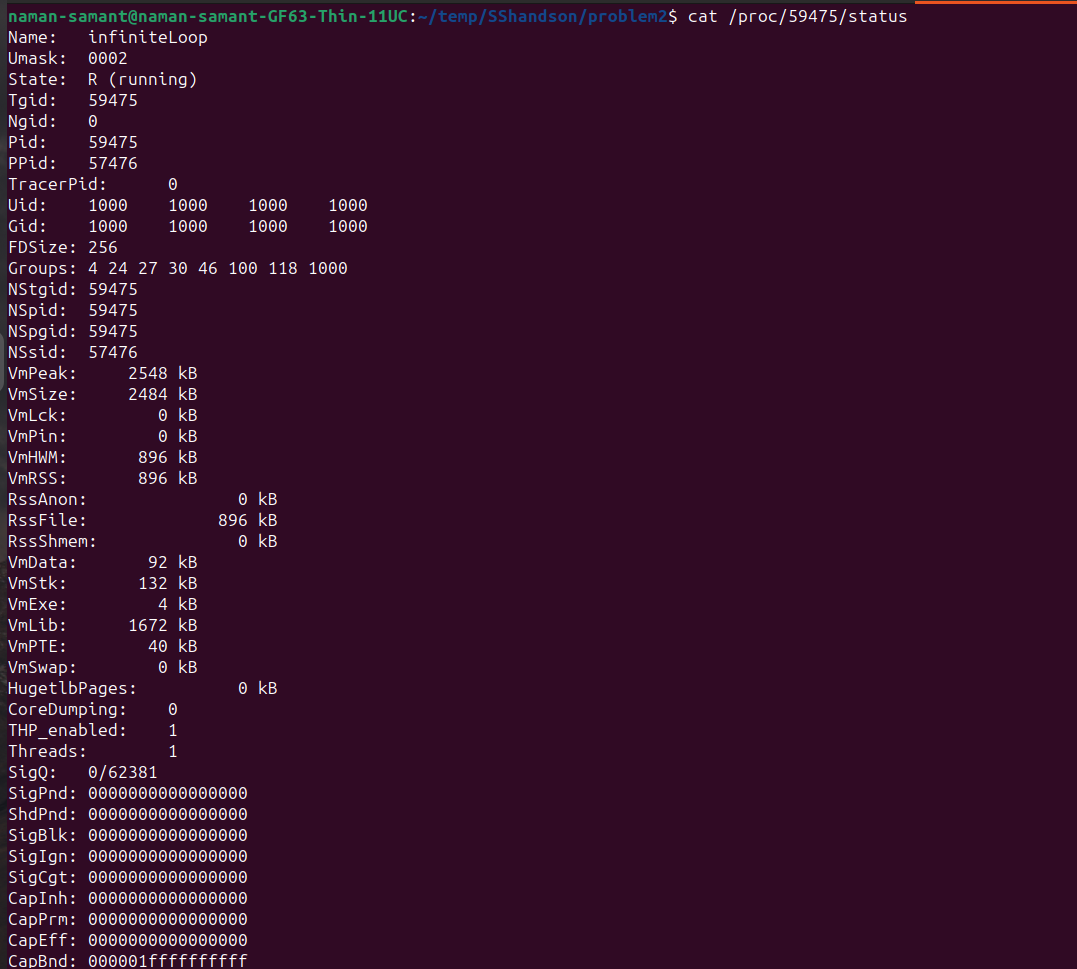 naman-samant@naman-samant-GF63-Thin-11UC:~/temp/SShandson/problem2$ cat /proc/59475/status
Name:	infiniteLoop
Umask:	0002
State:	R (running)
Tgid:	59475
Ngid:	0
Pid:	59475
PPid:	57476
TracerPid:	0
Uid:	1000	1000	1000	1000
Gid:	1000	1000	1000	1000
FDSize:	256
Groups:	4 24 27 30 46 100 118 1000
NStgid:	59475
NSpid:	59475
NSpgid:	59475
NSsid:	57476
VmPeak:	    2548 kB
VmSize:	    2484 kB
VmLck:	       0 kB
VmPin:	       0 kB
VmHWM:	     896 kB
VmRSS:	     896 kB
RssAnon:	       0 kB
RssFile:	     896 kB
RssShmem:	       0 kB
VmData:	      92 kB
VmStk:	     132 kB
VmExe:	       4 kB
VmLib:	    1672 kB
VmPTE:	      40 kB
VmSwap:	       0 kB
HugetlbPages:	       0 kB
CoreDumping:	0
THP_enabled:	1
Threads:	1
SigQ:	0/62381
SigPnd:	0000000000000000
ShdPnd:	0000000000000000
SigBlk:	0000000000000000
SigIgn:	0000000000000000
SigCgt:	0000000000000000
CapInh:	0000000000000000
CapPrm:	0000000000000000
CapEff:	0000000000000000
CapBnd:	000001ffffffffff